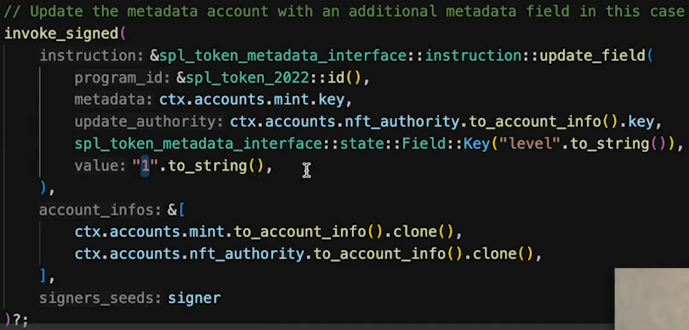 // Update the metadata account with an additional metadata field in this case
invoke_signed(
instruction: &spl_token_metadata_interface::instruction::update_field(
program_id: &spl_token_2022::id(),
metadata: ctx.accounts.mint.key,
update_authority: ctx.accounts.nft_authority.to_account_info().key,
spl_token_metadata_interface::state::Field::Key("level".to_string()),
value: "1".to_string(),
),
account_infos: &[
ctx.accounts.mint.to_account_info().clone(),
ctx.accounts.nft_authority.to_account_info().clone(),
],
signers_seeds: signer
)?;